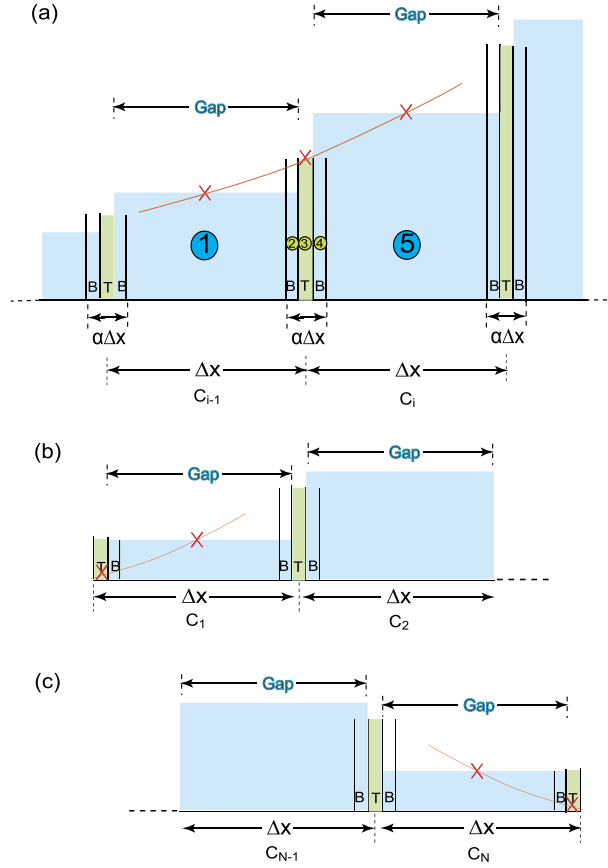 (a)
Gap
Gap
1 2 3 4 5
B T B B T B B T B
αΔx αΔx αΔx
Δx Δx
Ci-1 Ci
(b)
Gap
Gap
T B B T B
Δx Δx
C1 C2
(c)
Gap
Gap
B T B B T
Δx Δx
CN-1 CN